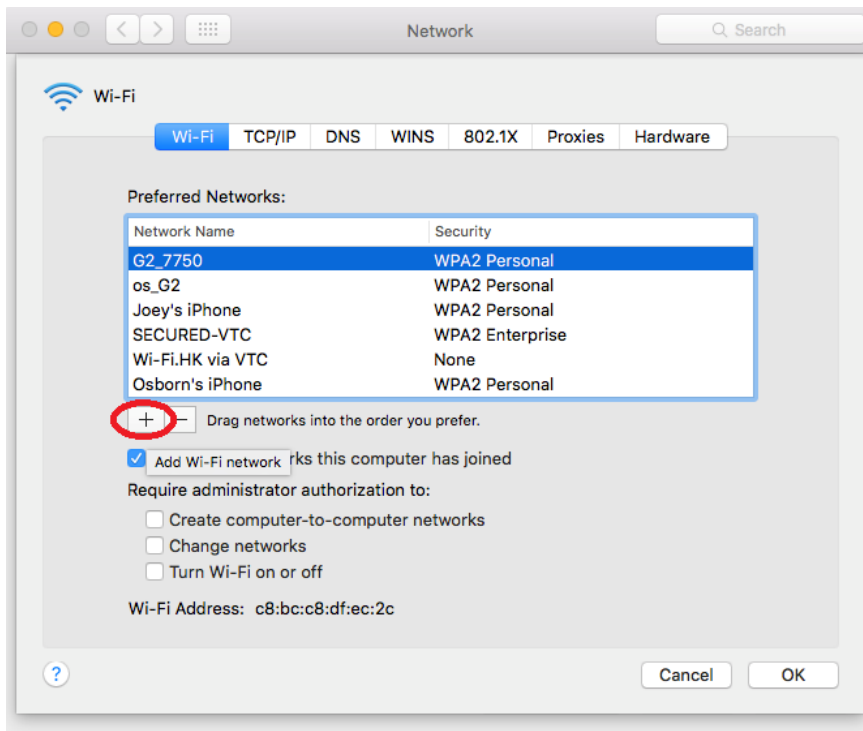 Network
Search
Wi-Fi
Wi-Fi TCP/IP DNS WINS 802.1X Proxies Hardware
Preferred Networks:
Network Name Security
G2_7750 WPA2 Personal
os_G2 WPA2 Personal
Joey's iPhone WPA2 Personal
SECURED-VTC WPA2 Enterprise
Wi-Fi.HK via VTC None
Osborn's iPhone WPA2 Personal
+ − Drag networks into the order you prefer.
Add Wi-Fi network rks this computer has joined
Require administrator authorization to:
Create computer-to-computer networks
Change networks
Turn Wi-Fi on or off
Wi-Fi Address: c8:bc:c8:df:ec:2c
? Cancel OK